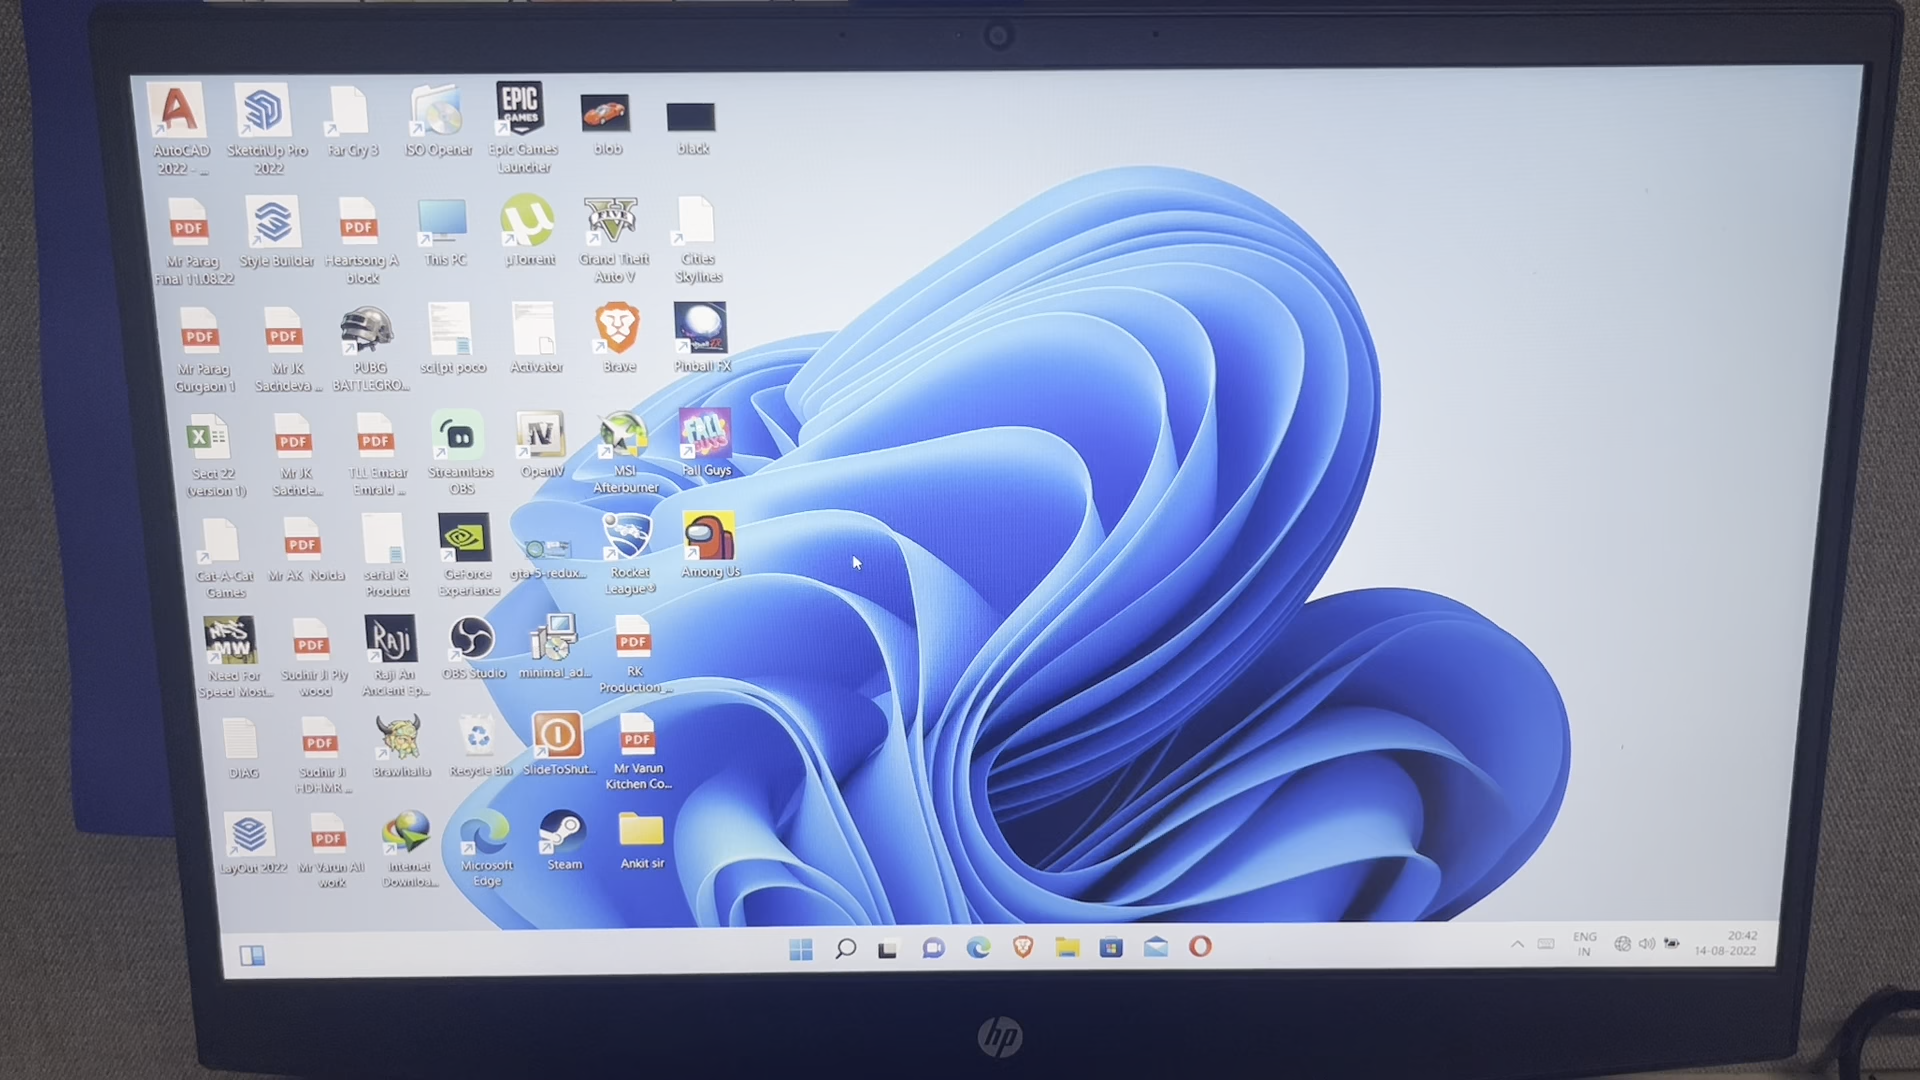 AutoCAD
2022 - ...
SketchUp Pro
2022
Far Cry 3
ISO Opener
EPIC
GAMES
Epic Games
Launcher
blob
black
PDF
Mr Parag
Final 11.08.22
Style Builder
PDF
Heartsong A
block
This PC
µ
µTorrent
V
FIVE
Grand Theft
Auto V
Cities
Skylines
PDF
Mr Parag
Gurgaon 1
PDF
Mr JK
Sachdeva ...
PUBG
BATTLEGRO...
Activator
Brave
Pinball FX
X
Sect 22
(version 1)
PDF
Mr JK
Sachde...
PDF
TLL Emaar
Emrald ...
Streamlabs
OBS
IV
OpenIV
MSI
Afterburner
FALL
GUYS
Fall Guys
Cat-A-Cat
Games
PDF
Mr AK Noida
serial &
Product
GeForce
Experience
gta-5-redux...
Rocket
League®
Among Us
NFS
MW
Need For
Speed Most...
PDF
Sudhir Ji Ply
wood
RAJI
Raji An
Ancient Ep...
OBS Studio
minimal_ad...
PDF
RK
Production_...
DIAG
PDF
Sudhir Ji
HDHMR ...
Brawlhalla
Recycle Bin
SlideToShut...
PDF
Mr Varun
Kitchen Co...
LayOut 2022
PDF
Mr Varun All
work
Internet
Downloa...
Microsoft
Edge
Steam
Ankit sir
ENG
IN
20:42
14-08-2022
hp